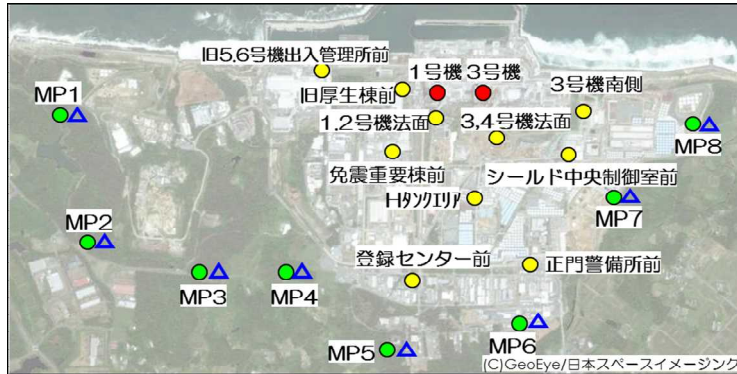 旧5.6号機出入管理所前
1号機
3号機
MP1
旧厚生棟前
3号機南側
1.2号機法面
3.4号機法面
MP8
免震重要棟前
シールド中央制御室前
Hタンクエリア
MP7
MP2
登録センター前
正門警備所前
MP3
MP4
MP5
MP6
(C)GeoEye/日本スペースイメージング